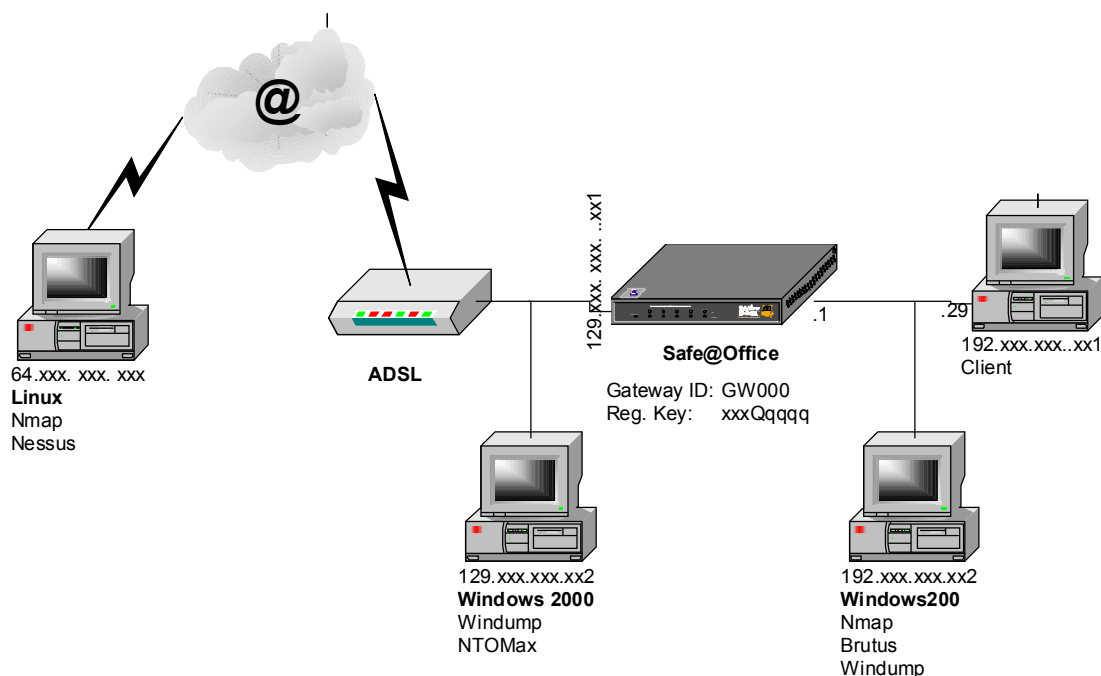 @
64.xxx. xxx. xxx
Linux
Nmap
Nessus
ADSL
129.xxx. xxx. ..xx1
Safe@Office
Gateway ID: GW000
Reg. Key: xxxQqqqq
.1
.29
192.xxx.xxx..xx1
Client
129.xxx.xxx.xx2
Windows 2000
Windump
NTOMax
192.xxx.xxx.xx2
Windows200
Nmap
Brutus
Windump